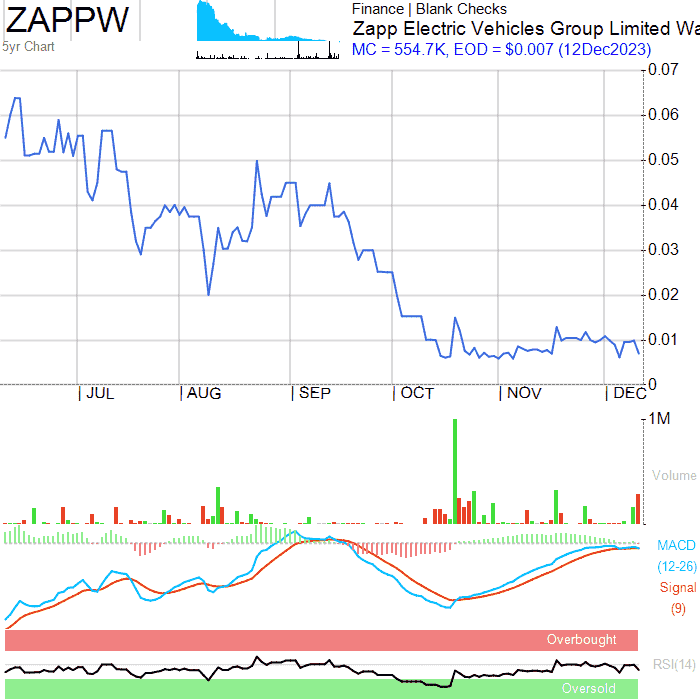 ZAPPW
5yr Chart
Finance | Blank Checks
Zapp Electric Vehicles Group Limited Wa
MC = 554.7K, EOD = $0.007 (12Dec2023)
0.07
0.06
0.05
0.04
0.03
0.02
0.01
0
| JUL | AUG | SEP | OCT | NOV | DEC
1M
Volume
MACD
(12-26)
Signal
(9)
Overbought
RSI(14)
Oversold